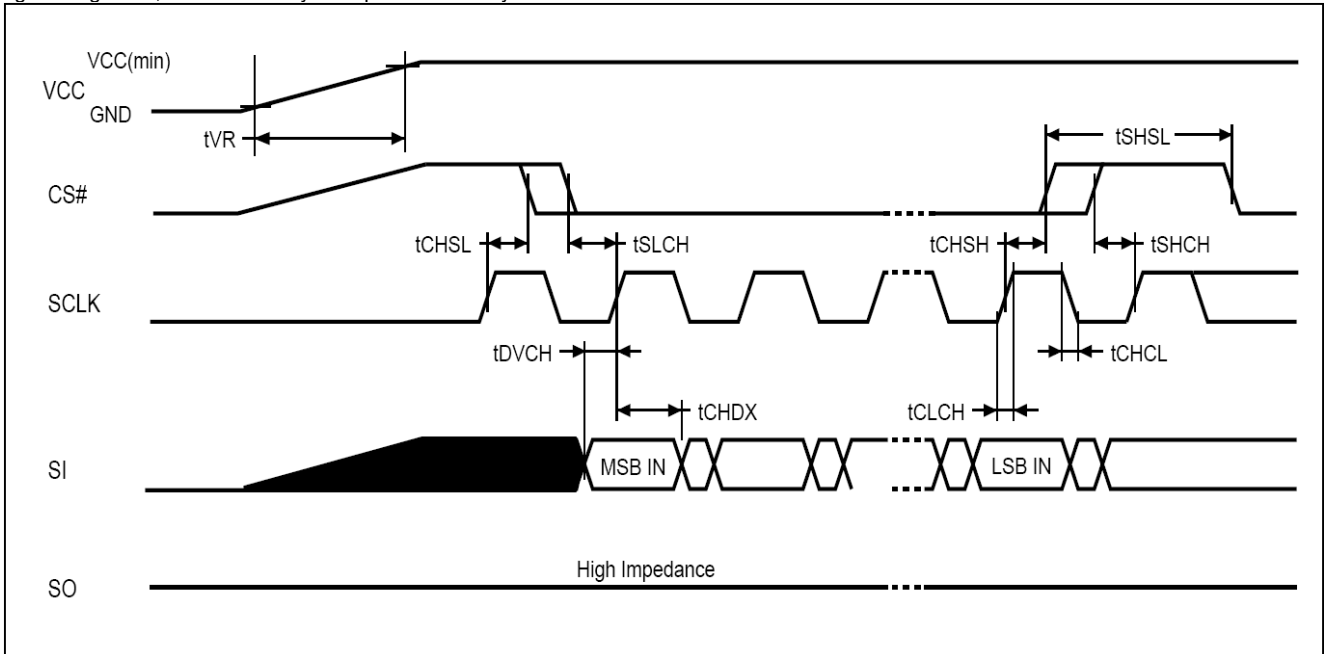 VCC(min)
VCC
GND
tVR
tSHSL
CS#
tCHSL
tSLCH
tCHSH
tSHCH
SCLK
tDVCH
tCHCL
tCHDX
tCLCH
SI
MSB IN
LSB IN
High Impedance
SO